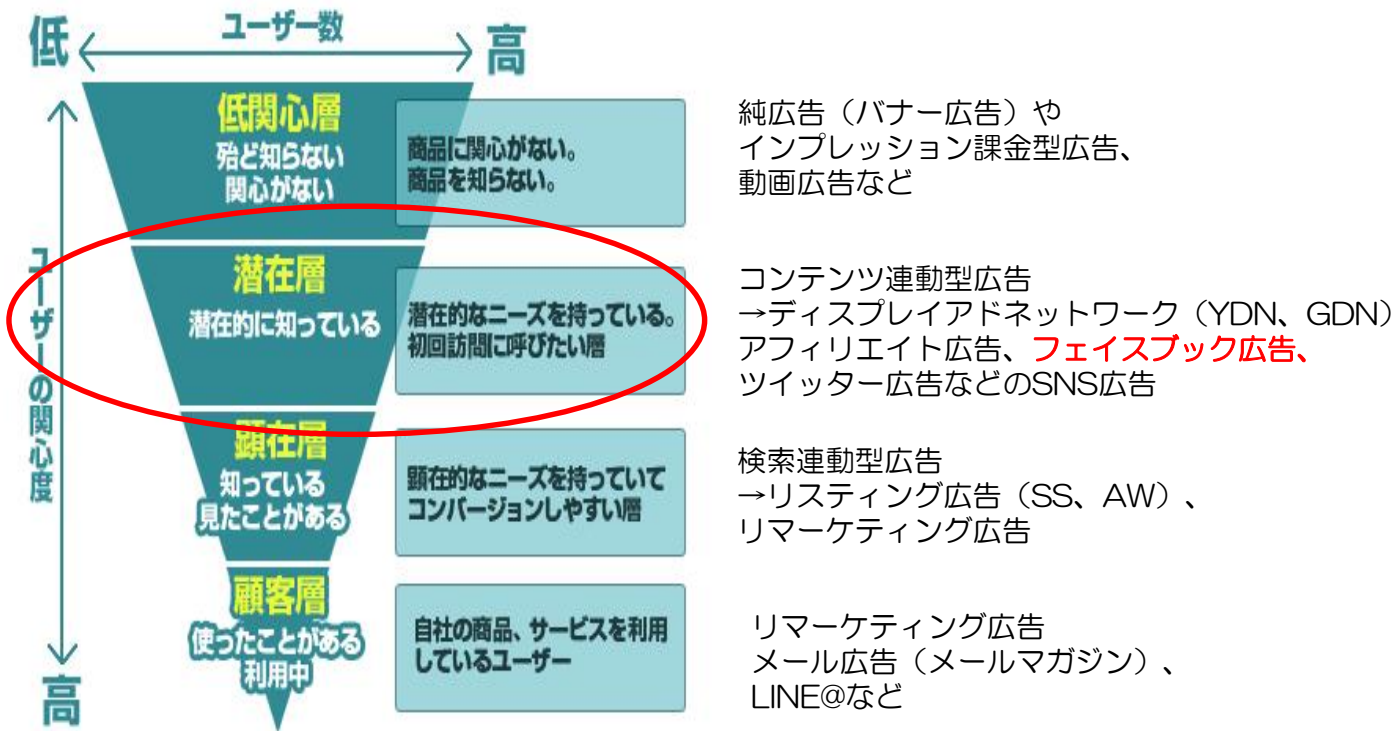 低
ユーザー数
高
ユーザーの関心度
高
低関心層
殆ど知らない
関心がない
商品に関心がない。
商品を知らない。
純広告（バナー広告）や
インプレッション課金型広告、
動画広告など
潜在層
潜在的に知っている
潜在的なニーズを持っている。
初回訪問に呼びたい層
コンテンツ連動型広告
→ディスプレイアドネットワーク（YDN、GDN）
アフィリエイト広告、フェイスブック広告、
ツイッター広告などのSNS広告
顕在層
知っている
見たことがある
顕在的なニーズを持っていて
コンバージョンしやすい層
検索連動型広告
→リスティング広告（SS、AW）、
リマーケティング広告
顧客層
使ったことがある
利用中
自社の商品、サービスを利用
しているユーザー
リマーケティング広告
メール広告（メールマガジン）、
LINE@など